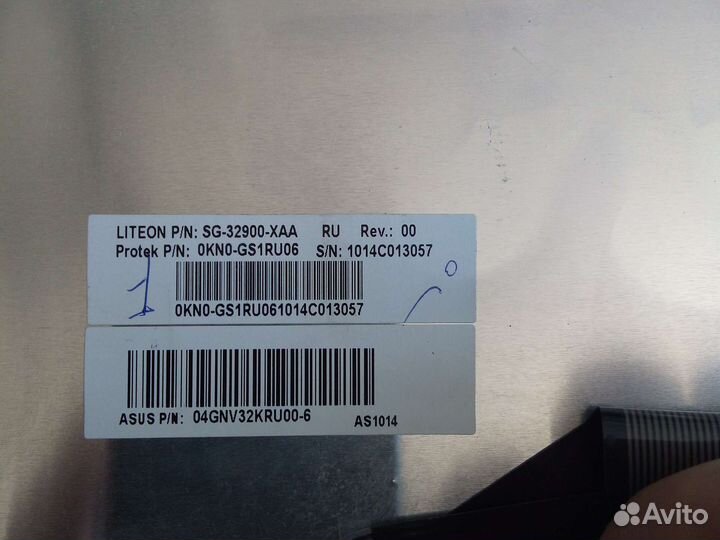 LITEON P/N: SG-32900-XAA RU Rev.: 00
Protek P/N: 0KN0-GS1RU06 S/N: 1014C013057
0KN0-GS1RU061014C013057
ASUS P/N: 04GNV32KRU00-6 AS1014
Avito